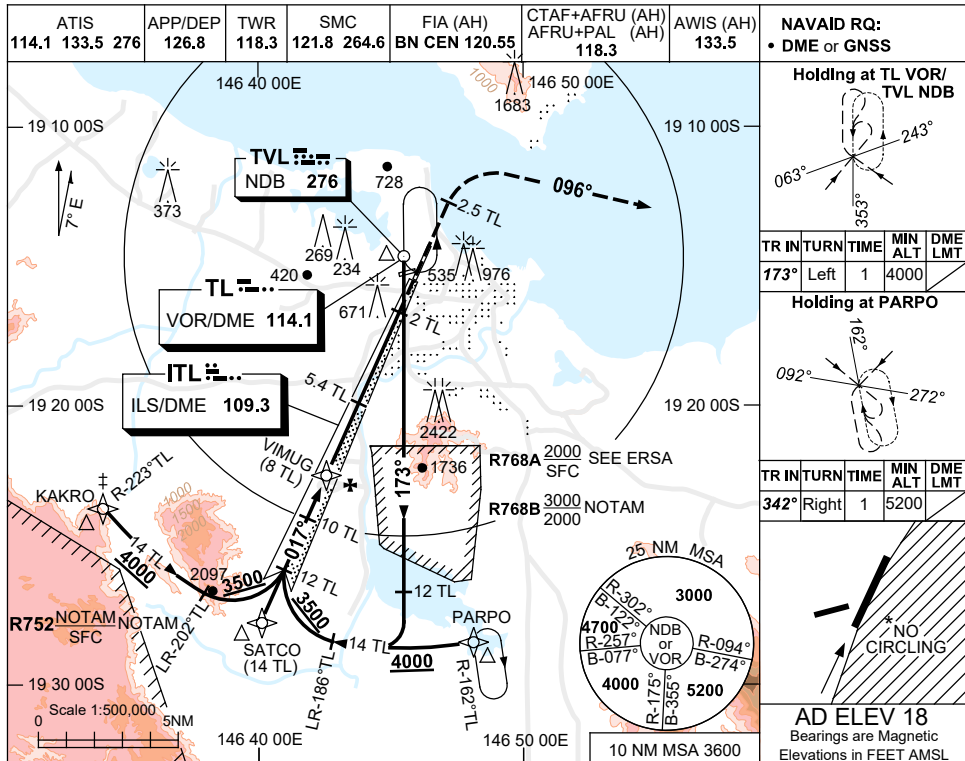 ATIS
114.1 133.5 276
APP/DEP
126.8
TWR
118.3
SMC
121.8 264.6
FIA (AH)
BN CEN 120.55
CTAF+AFRU (AH)
AFRU+PAL (AH)
118.3
AWIS (AH)
133.5
NAVAID RQ:
• DME or GNSS
146 40 00E
146 50 00E
1000
1683
19 10 00S
19 10 00S
7° E
373
TVL
NDB 276
728
096°
2.5 TL
269
234
420
535
976
671
TL
VOR/DME 114.1
2 TL
ITL
ILS/DME 109.3
5.4 TL
19 20 00S
19 20 00S
2422
1736
VIMUG
(8 TL)
R768A 2000
SFC SEE ERSA
R768B 3000
2000 NOTAM
173°
R-223°TL
KAKRO
‡
1000
1500
2000
10 TL
017°
14 TL
4000
2097
3500
12 TL
12 TL
3500
R752 NOTAM
SFC NOTAM
LR-202°TL
SATCO
(14 TL)
LR-186°TL
14 TL
4000
PARPO
R-162°TL
19 30 00S
Scale 1:500,000
0
5NM
146 40 00E
146 50 00E
25 NM MSA
3000
R-302°
B-122°
4700
R-257°
B-077°
NDB
or
VOR
R-094°
B-274°
4000
R-175°
B-355°
5200
10 NM MSA 3600
Holding at TL VOR/
TVL NDB
243°
063°
353°
TR IN TURN TIME MIN ALT DME LMT
173° Left 1 4000
Holding at PARPO
162°
092°
272°
TR IN TURN TIME MIN ALT DME LMT
342° Right 1 5200
*NO
CIRCLING
AD ELEV 18
Bearings are Magnetic
Elevations in FEET AMSL